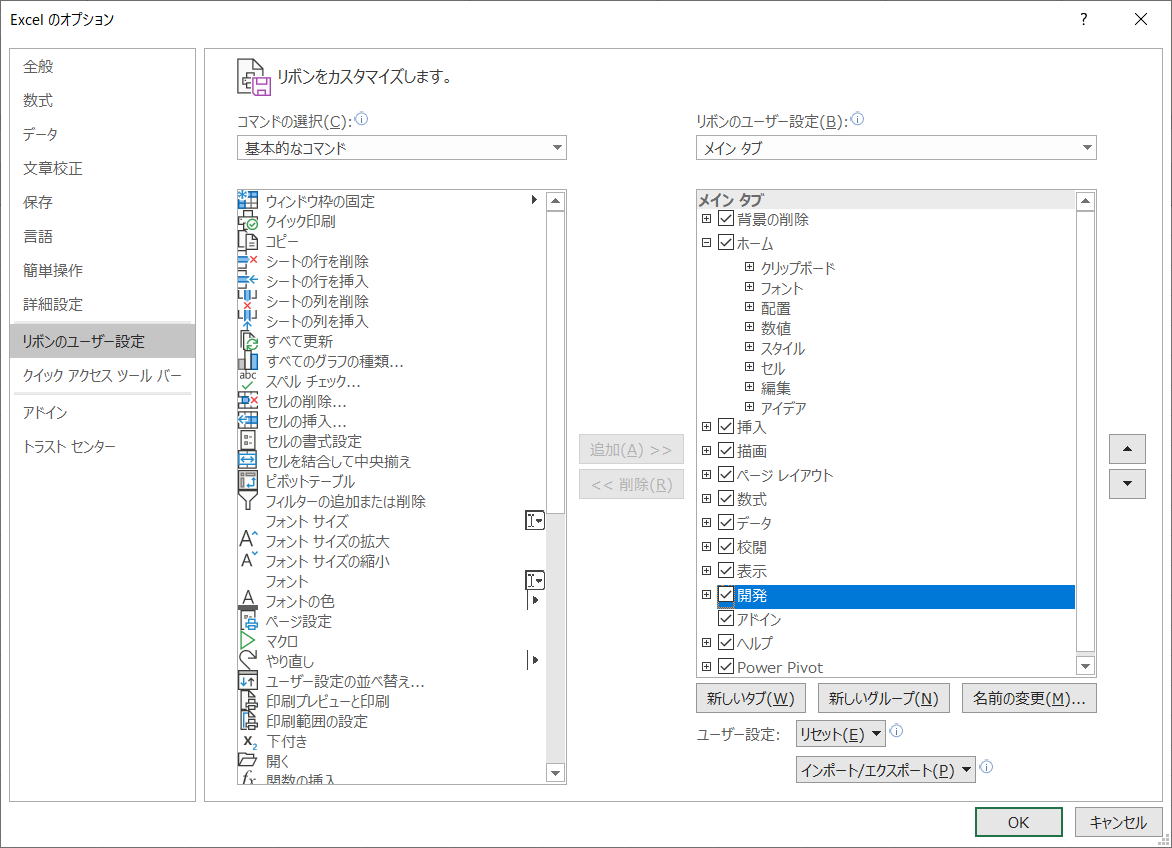 Excel のオプション
?
全般
数式
データ
文章校正
保存
言語
簡単操作
詳細設定
リボンのユーザー設定
クイック アクセス ツール バー
アドイン
トラスト センター
リボンをカスタマイズします。
コマンドの選択(C):
基本的なコマンド
ウィンドウ枠の固定
クイック印刷
コピー
シートの行を削除
シートの行を挿入
シートの列を削除
シートの列を挿入
すべて更新
すべてのグラフの種類...
abc
スペル チェック...
セルの削除...
セルの挿入...
セルの書式設定
セルを結合して中央揃え
ピボットテーブル
フィルターの追加または削除
フォント サイズ
フォント サイズの拡大
フォント サイズの縮小
フォント
フォントの色
ページ設定
マクロ
やり直し
ユーザー設定の並べ替え...
印刷プレビューと印刷
印刷範囲の設定
下付き
開く
関数の挿入
追加(A) >>
<< 削除(R)
リボンのユーザー設定(B):
メイン タブ
メイン タブ
背景の削除
ホーム
クリップボード
フォント
配置
数値
スタイル
セル
編集
アイデア
挿入
描画
ページ レイアウト
数式
データ
校閲
表示
開発
アドイン
ヘルプ
Power Pivot
新しいタブ(W)
新しいグループ(N)
名前の変更(M)...
ユーザー設定:
リセット(E)
インポート/エクスポート(P)
OK
キャンセル